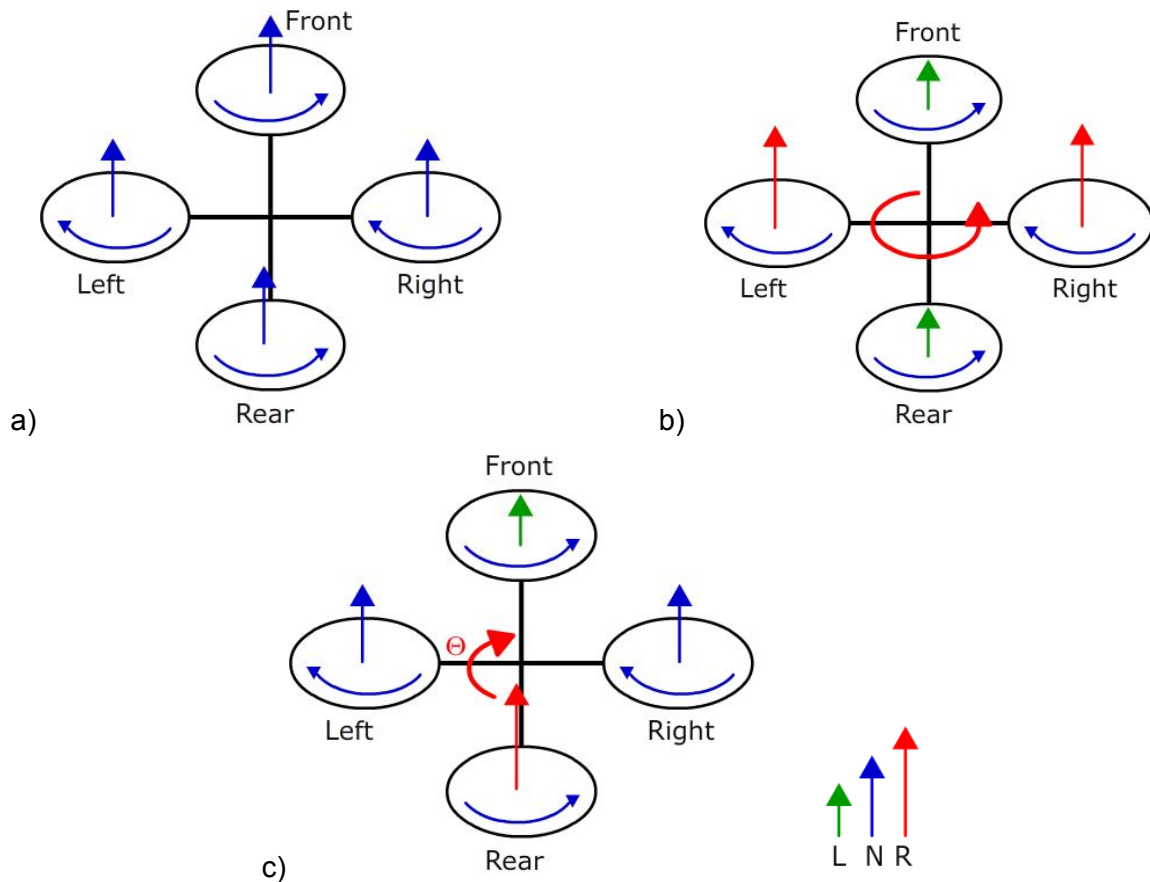 Front
Left
Right
Rear
a)
Front
Left
Right
Rear
b)
Front
Θ
Left
Right
Rear
c)
L N R